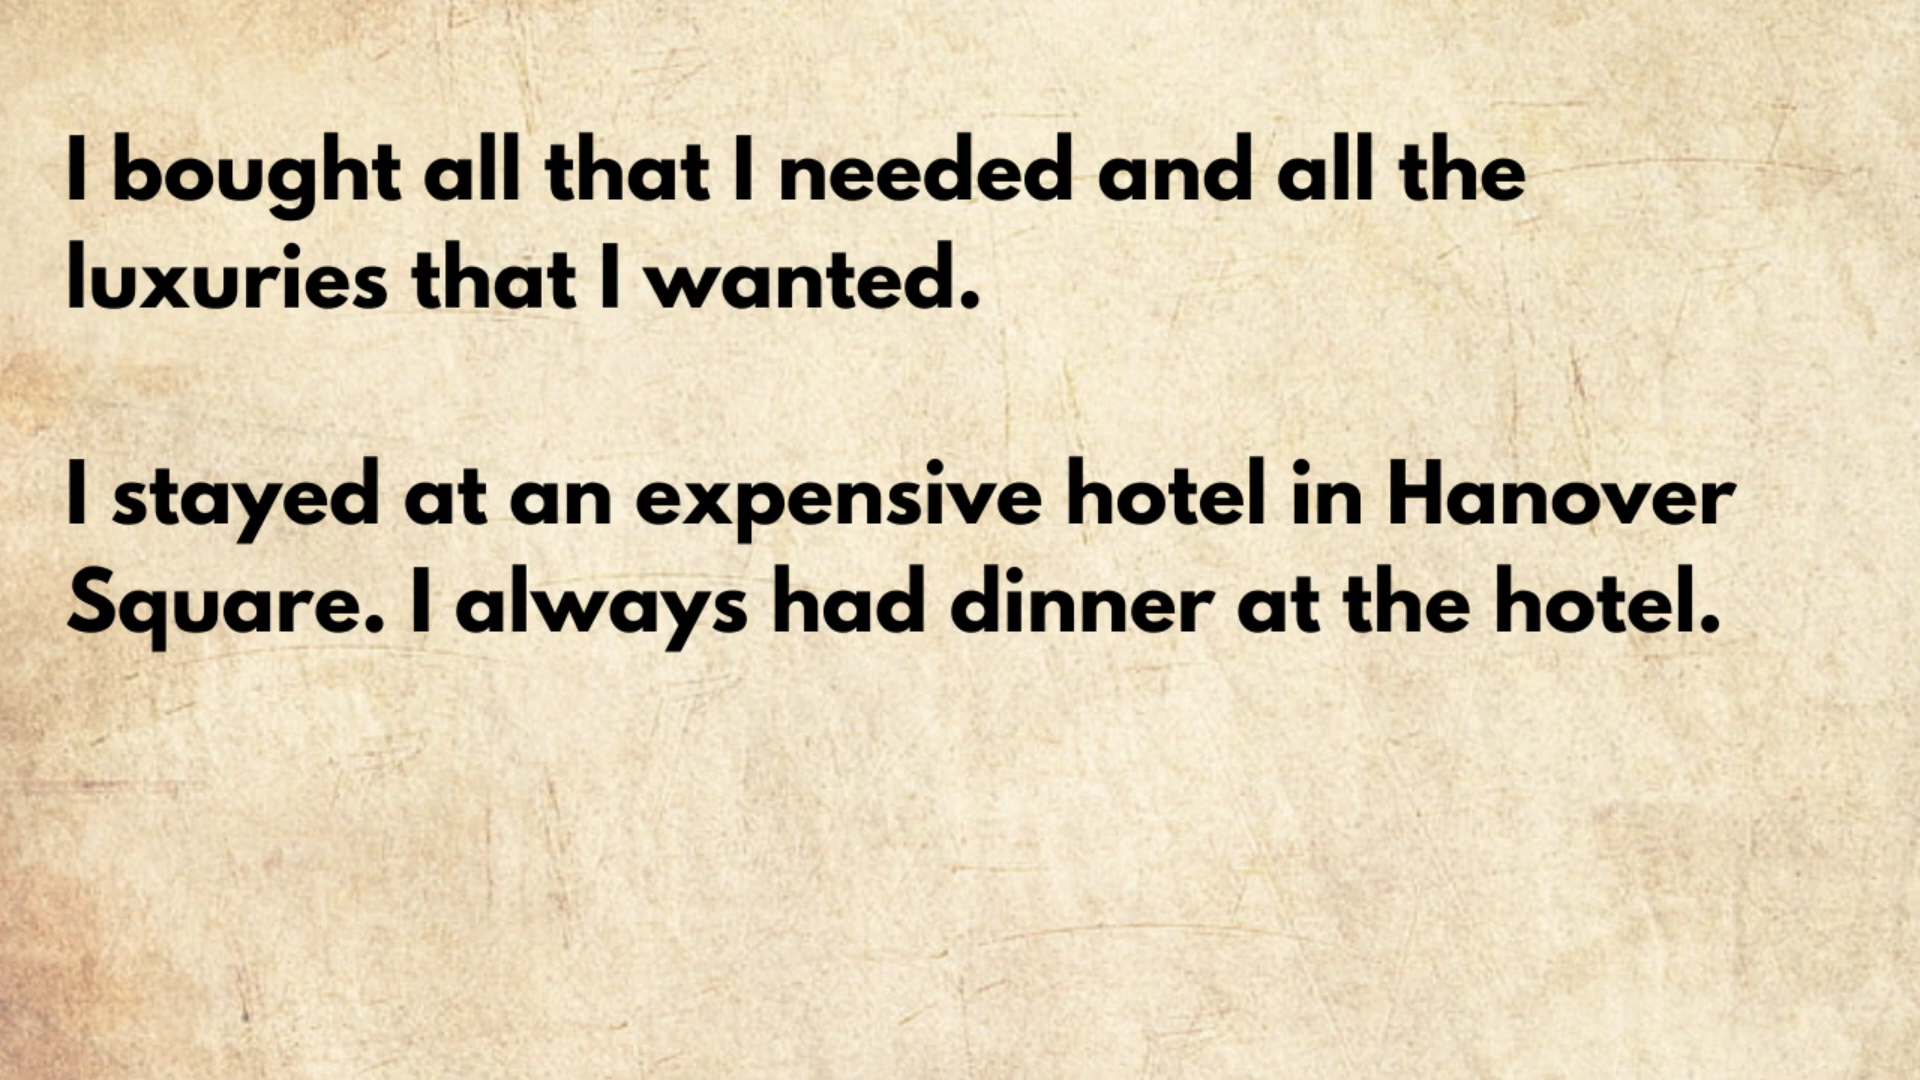 I bought all that I needed and all the
luxuries that I wanted.
I stayed at an expensive hotel in Hanover
Square. I always had dinner at the hotel.